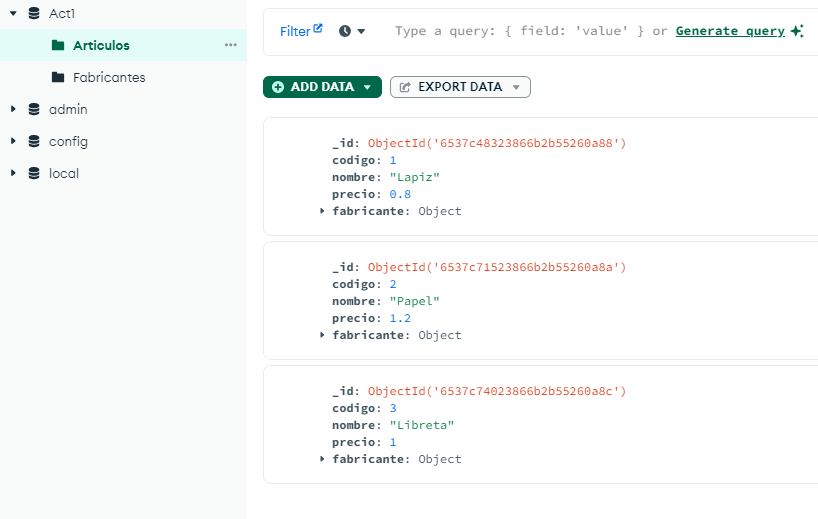 Act1
Articulos
Fabricantes
admin
config
local
Filter
Type a query: { field: 'value' } or Generate query
ADD DATA
EXPORT DATA
_id: ObjectId('6537c48323866b2b55260a88')
codigo: 1
nombre: "Lapiz"
precio: 0.8
fabricante: Object
_id: ObjectId('6537c71523866b2b55260a8a')
codigo: 2
nombre: "Papel"
precio: 1.2
fabricante: Object
_id: ObjectId('6537c74023866b2b55260a8c')
codigo: 3
nombre: "Libreta"
precio: 1
fabricante: Object